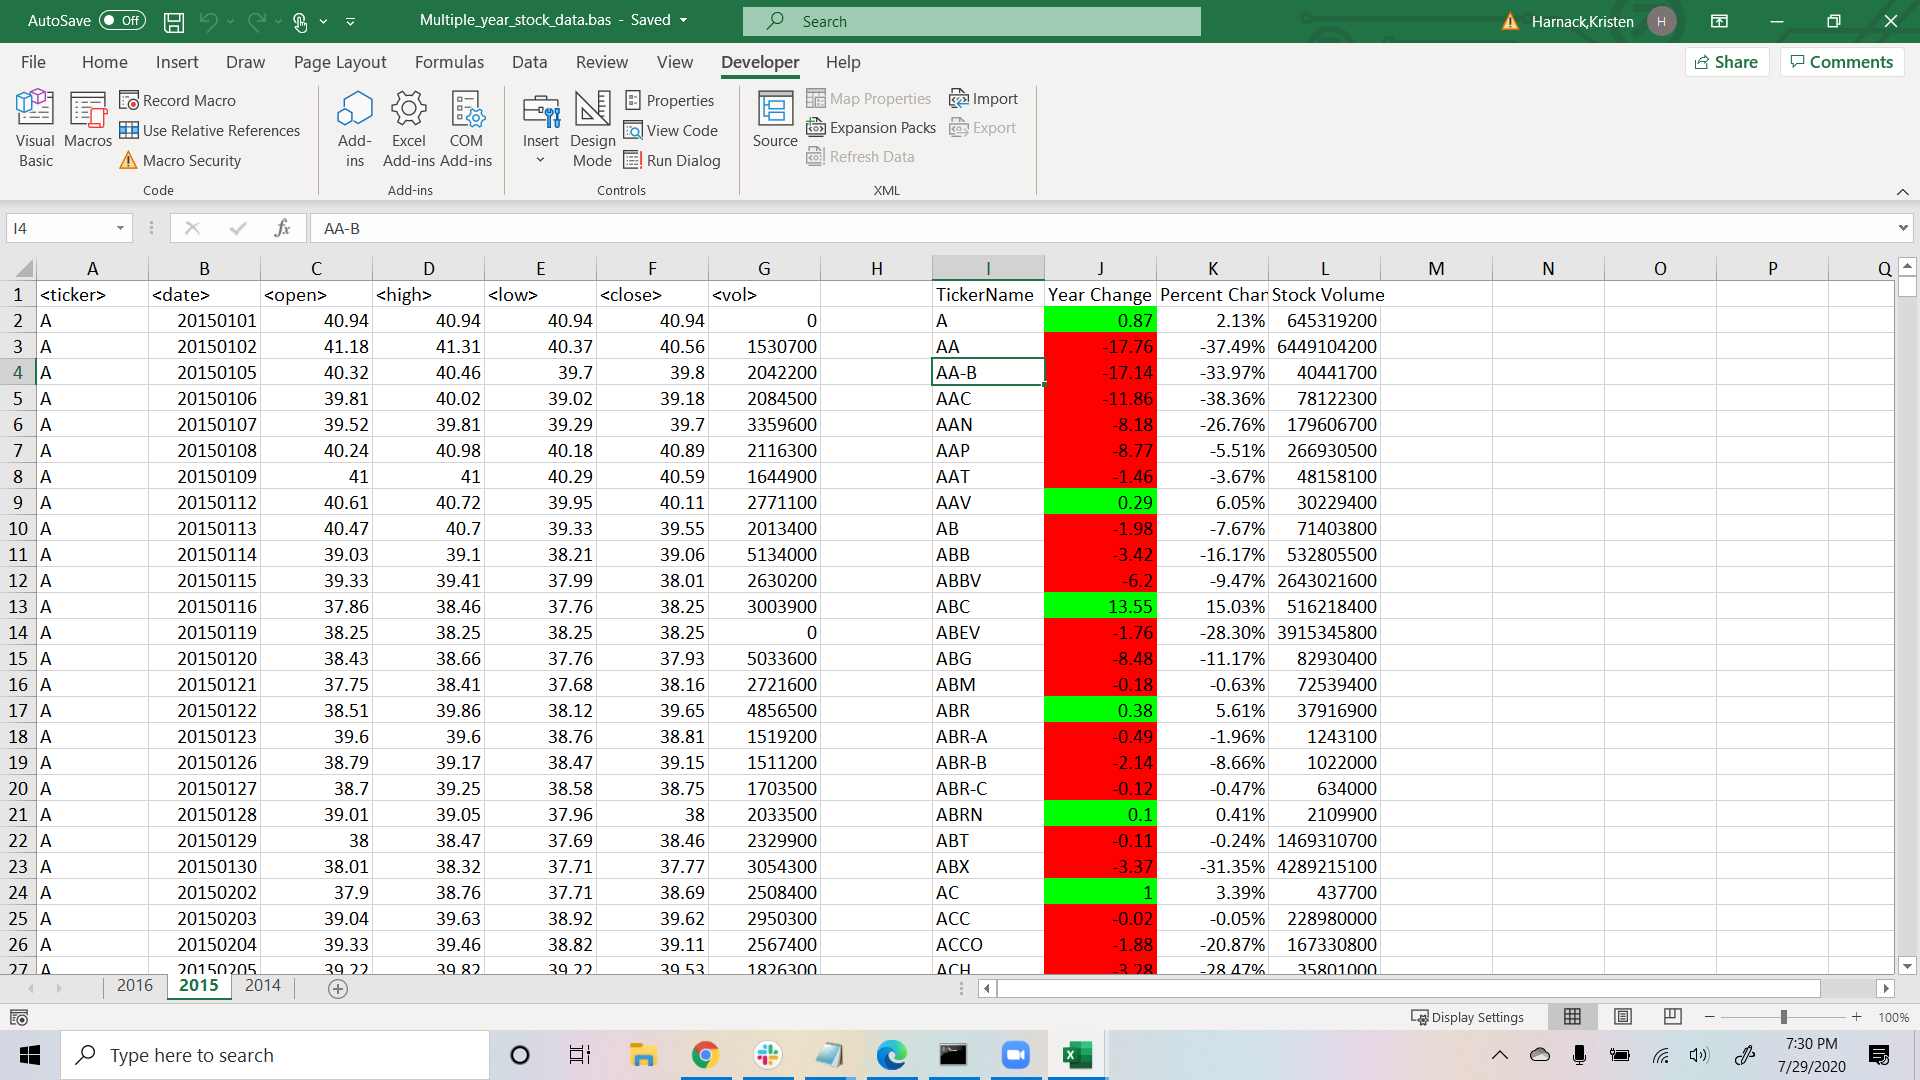 AutoSave Off Multiple_year_stock_data.bas - Saved Search Harnack,Kristen H
File Home Insert Draw Page Layout Formulas Data Review View Developer Help Share Comments
Visual Basic Macros Record Macro Use Relative References Macro Security Code
Add-ins Excel Add-ins COM Add-ins Add-ins
Insert Design Mode Properties View Code Run Dialog Controls
Source Map Properties Expansion Packs Refresh Data Import Export XML
I4 fx AA-B
A B C D E F G H I J K L M N O P Q
1 <ticker> <date> <open> <high> <low> <close> <vol> TickerName Year Change Percent Chan Stock Volume
2 A 20150101 40.94 40.94 40.94 40.94 0 A 0.87 2.13% 645319200
3 A 20150102 41.18 41.31 40.37 40.56 1530700 AA -17.76 -37.49% 6449104200
4 A 20150105 40.32 40.46 39.7 39.8 2042200 AA-B -17.14 -33.97% 40441700
5 A 20150106 39.81 40.02 39.02 39.18 2084500 AAC -11.86 -38.36% 78122300
6 A 20150107 39.52 39.81 39.29 39.7 3359600 AAN -8.18 -26.76% 179606700
7 A 20150108 40.24 40.98 40.18 40.89 2116300 AAP -8.77 -5.51% 266930500
8 A 20150109 41 41 40.29 40.59 1644900 AAT -1.46 -3.67% 48158100
9 A 20150112 40.61 40.72 39.95 40.11 2771100 AAV 0.29 6.05% 30229400
10 A 20150113 40.47 40.7 39.33 39.55 2013400 AB -1.98 -7.67% 71403800
11 A 20150114 39.03 39.1 38.21 39.06 5134000 ABB -3.42 -16.17% 532805500
12 A 20150115 39.33 39.41 37.99 38.01 2630200 ABBV -6.2 -9.47% 2643021600
13 A 20150116 37.86 38.46 37.76 38.25 3003900 ABC 13.55 15.03% 516218400
14 A 20150119 38.25 38.25 38.25 38.25 0 ABEV -1.76 -28.30% 3915345800
15 A 20150120 38.43 38.66 37.76 37.93 5033600 ABG -8.48 -11.17% 82930400
16 A 20150121 37.75 38.41 37.68 38.16 2721600 ABM -0.18 -0.63% 72539400
17 A 20150122 38.51 39.86 38.12 39.65 4856500 ABR 0.38 5.61% 37916900
18 A 20150123 39.6 39.6 38.76 38.81 1519200 ABR-A -0.49 -1.96% 1243100
19 A 20150126 38.79 39.17 38.47 39.15 1511200 ABR-B -2.14 -8.66% 1022000
20 A 20150127 38.7 39.25 38.58 38.75 1703500 ABR-C -0.12 -0.47% 634000
21 A 20150128 39.01 39.05 37.96 38 2033500 ABRN 0.1 0.41% 2109900
22 A 20150129 38 38.47 37.69 38.46 2329900 ABT -0.11 -0.24% 1469310700
23 A 20150130 38.01 38.32 37.71 37.77 3054300 ABX -3.37 -31.35% 4289215100
24 A 20150202 37.9 38.76 37.71 38.69 2508400 AC 1 3.39% 437700
25 A 20150203 39.04 39.63 38.92 39.62 2950300 ACC -0.02 -0.05% 228980000
26 A 20150204 39.33 39.46 38.82 39.11 2567400 ACCO -1.88 -20.87% 167330800
27 A 20150205 39.22 39.82 39.22 39.53 1826300 ACH -3.28 -28.47% 35801000
2016 2015 2014
Display Settings 100%
Type here to search 7:30 PM
7/29/2020